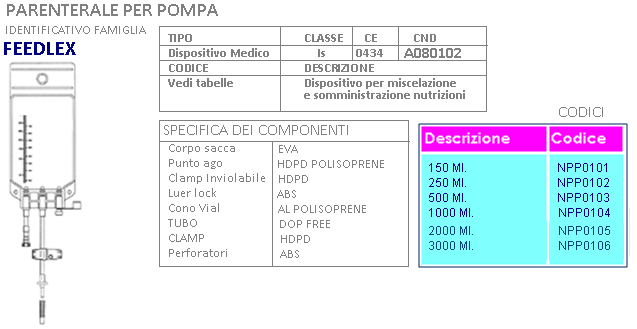 PARENTERALE PER POMPA
IDENTIFICATIVO FAMIGLIA
FEEDLEX
TIPO CLASSE CE CND
Dispositivo Medico Is 0434 A080102
CODICE DESCRIZIONE
Vedi tabelle Dispositivo per miscelazione
e somministrazione nutrizioni
SPECIFICA DEI COMPONENTI
Corpo sacca EVA
Punto ago HDPD POLISOPRENE
Clamp Inviolabile HDPD
Luer lock ABS
Cono Vial AL POLISOPRENE
TUBO DOP FREE
CLAMP HDPD
Perforatori ABS
CODICI
Descrizione Codice
150 Ml. NPP0101
250 Ml. NPP0102
500 Ml. NPP0103
1000 Ml. NPP0104
2000 Ml. NPP0105
3000 Ml. NPP0106